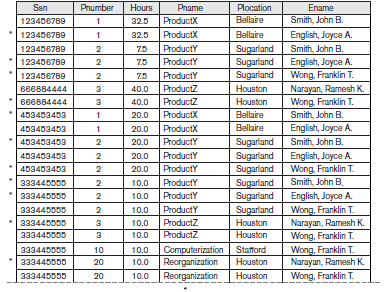 Ssn Pnumber Hours Pname Plocation Ename
123456789 1 32.5 ProductX Bellaire Smith, John B.
* 123456789 1 32.5 ProductX Bellaire English, Joyce A.
123456789 2 7.5 ProductY Sugarland Smith, John B.
* 123456789 2 7.5 ProductY Sugarland English, Joyce A.
* 123456789 2 7.5 ProductY Sugarland Wong, Franklin T.
666884444 3 40.0 ProductZ Houston Narayan, Ramesh K.
* 666884444 3 40.0 ProductZ Houston Wong, Franklin T.
* 453453453 1 20.0 ProductX Bellaire Smith, John B.
453453453 1 20.0 ProductX Bellaire English, Joyce A.
* 453453453 2 20.0 ProductY Sugarland Smith, John B.
453453453 2 20.0 ProductY Sugarland English, Joyce A.
* 453453453 2 20.0 ProductY Sugarland Wong, Franklin T.
* 333445555 2 10.0 ProductY Sugarland Smith, John B.
* 333445555 2 10.0 ProductY Sugarland English, Joyce A.
333445555 2 10.0 ProductY Sugarland Wong, Franklin T.
* 333445555 3 10.0 ProductZ Houston Narayan, Ramesh K.
333445555 3 10.0 ProductZ Houston Wong, Franklin T.
333445555 10 10.0 Computerization Stafford Wong, Franklin T.
* 333445555 20 10.0 Reorganization Houston Narayan, Ramesh K.
333445555 20 10.0 Reorganization Houston Wong, Franklin T.